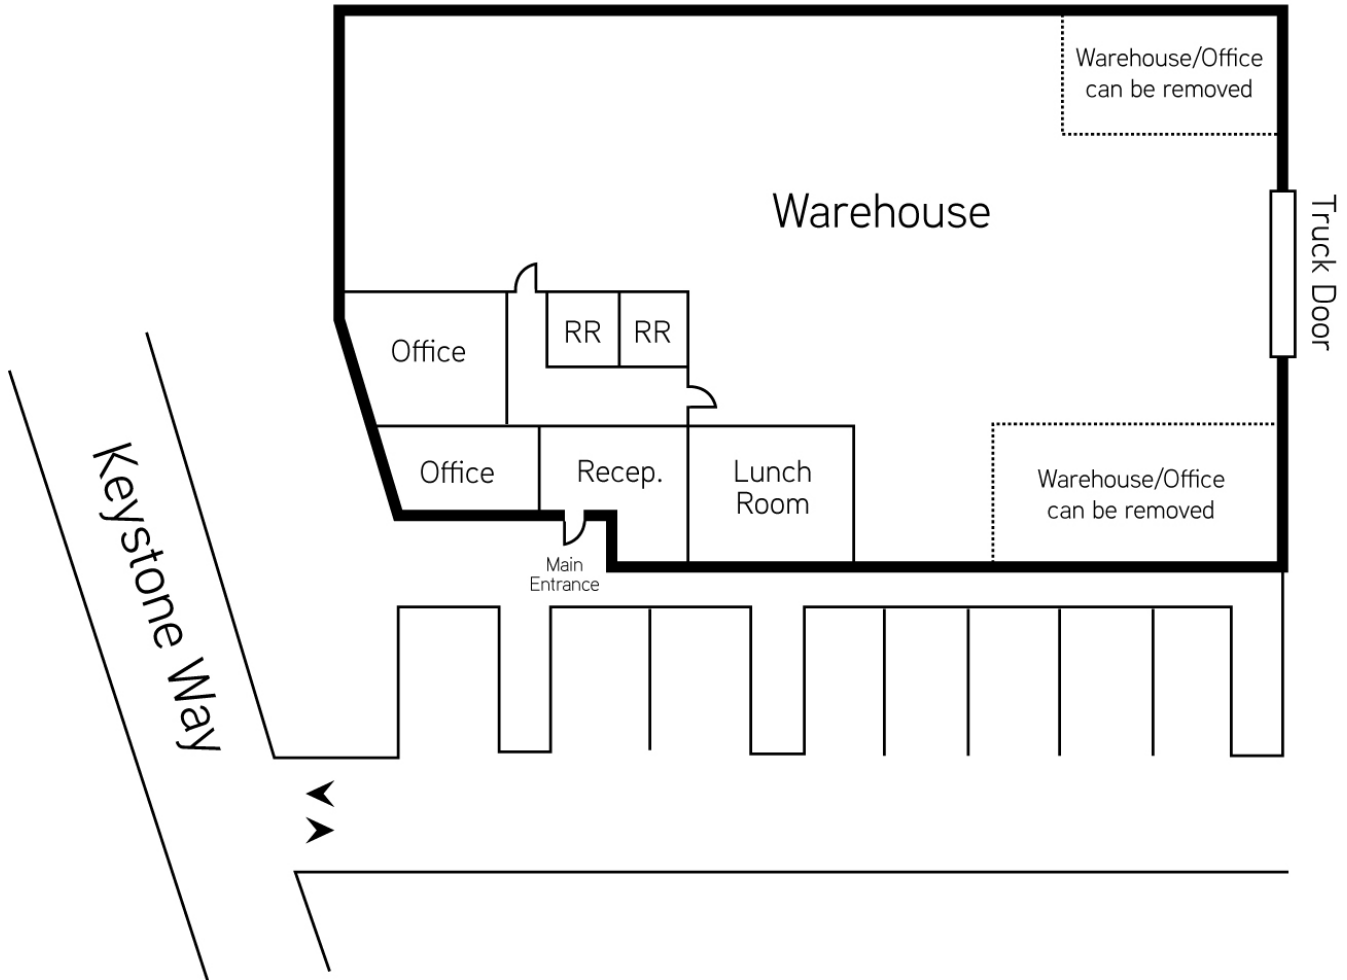 Warehouse/Office
can be removed
Warehouse
Truck Door
RR
RR
Office
Office
Recep.
Lunch
Room
Warehouse/Office
can be removed
Main
Entrance
Keystone Way